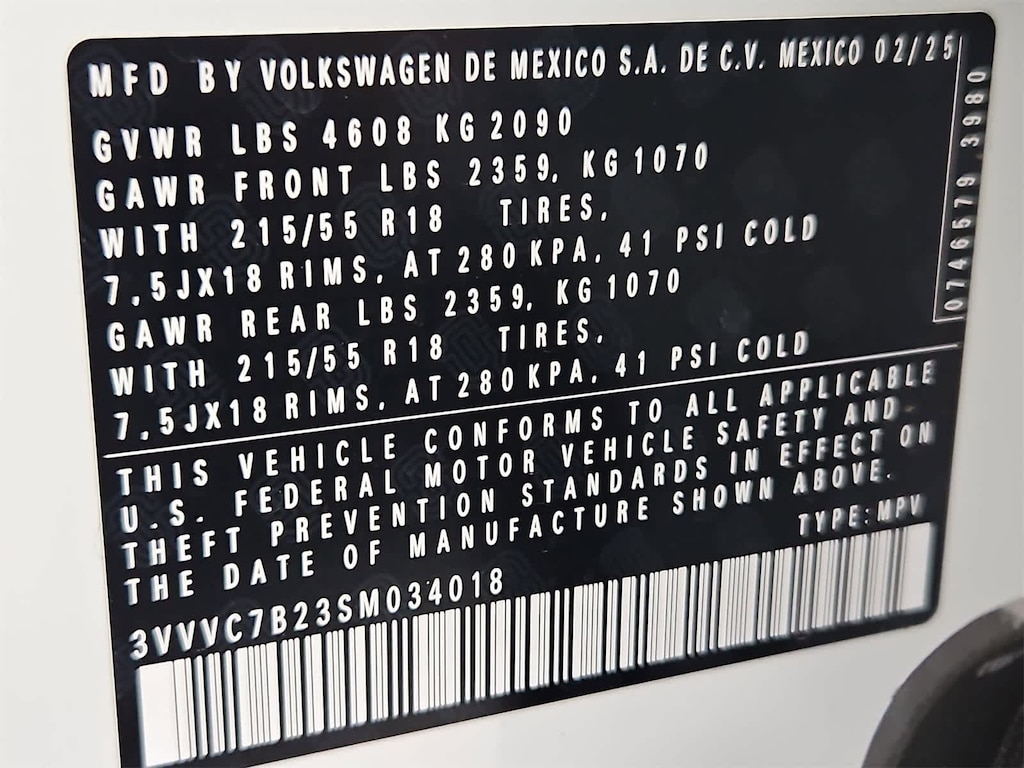 MFD BY VOLKSWAGEN DE MEXICO S.A. DE C.V. MEXICO 02/25
GVWR LBS 4608 KG 2090
GAWR FRONT LBS 2359, KG 1070
WITH 215/55 R18 TIRES,
7,5JX18 RIMS, AT 280 KPA, 41 PSI COLD
GAWR REAR LBS 2359, KG 1070
WITH 215/55 R18 TIRES,
7,5JX18 RIMS, AT 280 KPA, 41 PSI COLD
0746579 3980
THIS VEHICLE CONFORMS TO ALL APPLICABLE
U.S. FEDERAL MOTOR VEHICLE SAFETY AND
THEFT PREVENTION STANDARDS IN EFFECT ON
THE DATE OF MANUFACTURE SHOWN ABOVE.
TYPE:MPV
3VVVC7B23SM034018